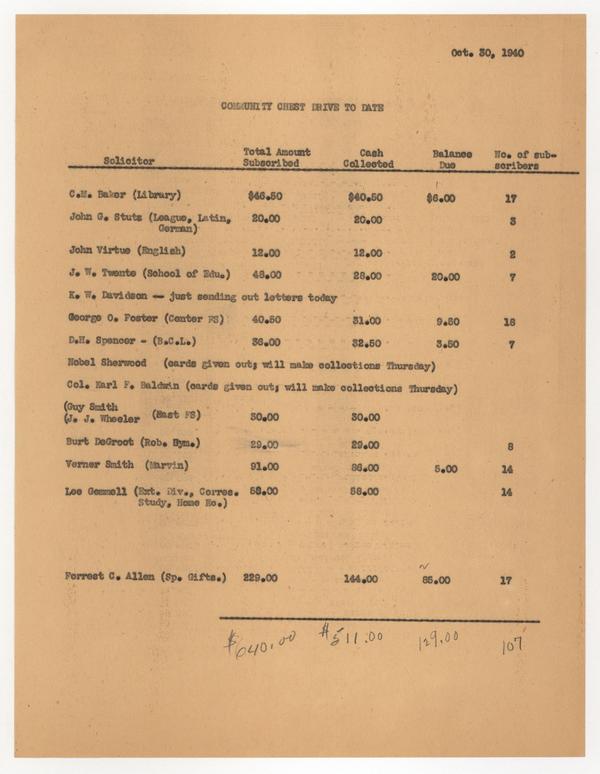 Oct. 30, 1940
COMMUNITY CHEST DRIVE TO DATE
Solicitor Total Amount Subscribed Cash Collected Balance Due No. of sub-scribers
C.M. Baker (Library) $46.50 $40.50 $6.00 17
John G. Stutz (League, Latin, 20.00 20.00 3
German)
John Virtue (English) 12.00 12.00 2
J. W. Twente (School of Edu.) 48.00 28.00 20.00 7
K. W. Davidson -- just sending out letters today
George O. Foster (Center FS) 40.50 31.00 9.50 18
D.H. Spencer - (B.C.L.) 36.00 32.50 3.50 7
Nobel Sherwood (cards given out; will make collections Thursday)
Col. Karl F. Baldwin (cards given out; will make collections Thursday)
(Guy Smith
(J. J. Wheeler (East FS) 30.00 30.00
Burt DeGroot (Rob. Gym.) 29.00 29.00 8
Verner Smith (Marvin) 91.00 86.00 5.00 14
Lee Gemmell (Ext. Div., Corres. 58.00 58.00 14
Study, Home Ec.)
Forrest C. Allen (Sp. Gifts.) 229.00 144.00 85.00 17
$640.00 $511.00 129.00 107